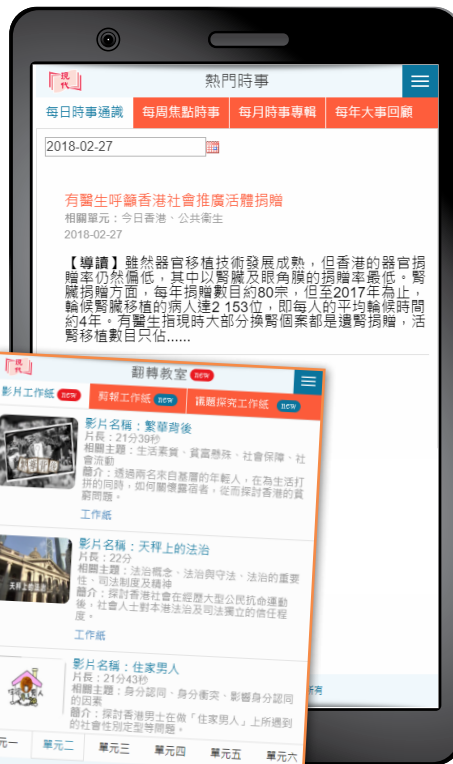 現代
熱門時事
每日時事通識 每周焦點時事 每月時事專輯 每年大事回顧
2018-02-27
有醫生呼籲香港社會推廣活體捐贈
相關單元：今日香港、公共衞生
2018-02-27
【導讀】雖然器官移植技術發展成熟，但香港的器官捐
贈率仍然偏低，其中以腎臟及眼角膜的捐贈率最低。腎
臟捐贈方面，每年捐贈數目約80宗，但至2017年為止，
輪候腎臟移植的病人達2 153位，即每人的平均輪候時間
約4年。有醫生指現時大部分換腎個案都是遺腎捐贈，活
腎移植數目只佔......
現代
翻轉教室 new
影片工作紙 new 剪報工作紙 new 議題探究工作紙 new
影片名稱：繁華背後
片長：21分39秒
相關主題：生活素質、貧富懸殊、社會保障、社
會流動
簡介：透過兩名來自基層的年輕人，在為生活打
拼的同時，如何關懷露宿者，從而探討香港的貧
窮問題。
工作紙
天秤上的法治
影片名稱：天秤上的法治
片長：22分
相關主題：法治概念、法治與守法、法治的重要
性、司法制度及精神
簡介：探討香港社會在經歷大型公民抗命運動
後，社會人士對本港法治及司法獨立的信任程
度。
工作紙
住家男人
影片名稱：住家男人
片長：21分43秒
相關主題：身分認同、身分衝突、影響身分認同
的因素
簡介：探討香港男士在做「住家男人」上所遇到
的社會性別定型等問題。
所有
元一 單元二 單元三 單元四 單元五 單元六